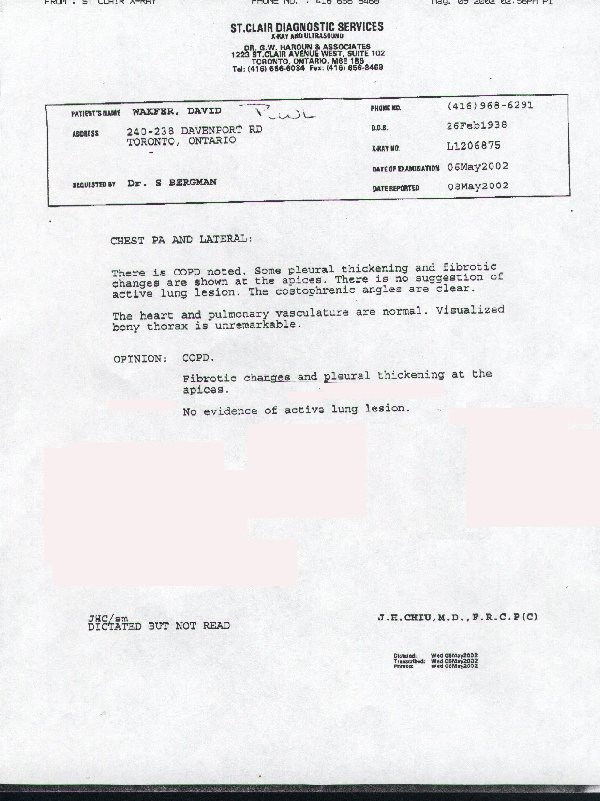 FROM : S CLAIR X-RAY PHONE NO. : 416 656 8468 May. 09 2002 02:56PM P1
ST.CLAIR DIAGNOSTIC SERVICES
X-RAY AND ULTRASOUND
DR. G.W. HAROUN & ASSOCIATES
1223 ST.CLAIR AVENUE WEST, SUITE 102
TORONTO, ONTARIO. M6E 1B5
Tel: (416) 656-6034 Fax: (416) 656-8468
PATIENT'S NAME WAKFER, DAVID
PHONE NO. (416)968-6291
ADDRESS 240-238 DAVENPORT RD
TORONTO, ONTARIO
D.O.B. 26Feb1938
X-RAY NO. L1206875
DATE OF EXAMINATION 06May2002
REQUESTED BY Dr. S BERGMAN
DATE REPORTED 08May2002
CHEST PA AND LATERAL:
There is COPD noted. Some pleural thickening and fibrotic
changes are shown at the apices. There is no suggestion of
active lung lesion. The costophrenic angles are clear.
The heart and pulmonary vasculature are normal. Visualized
bony thorax is unremarkable.
OPINION: COPD.
Fibrotic changes and pleural thickening at the
apices.
No evidence of active lung lesion.
JHC/sm
DICTATED BUT NOT READ
J.H.CHIU,M.D.,F.R.C.P(C)
Dictated: Wed 08May2002
Transcribed: Wed 08May2002
Printed: Wed 08May2002